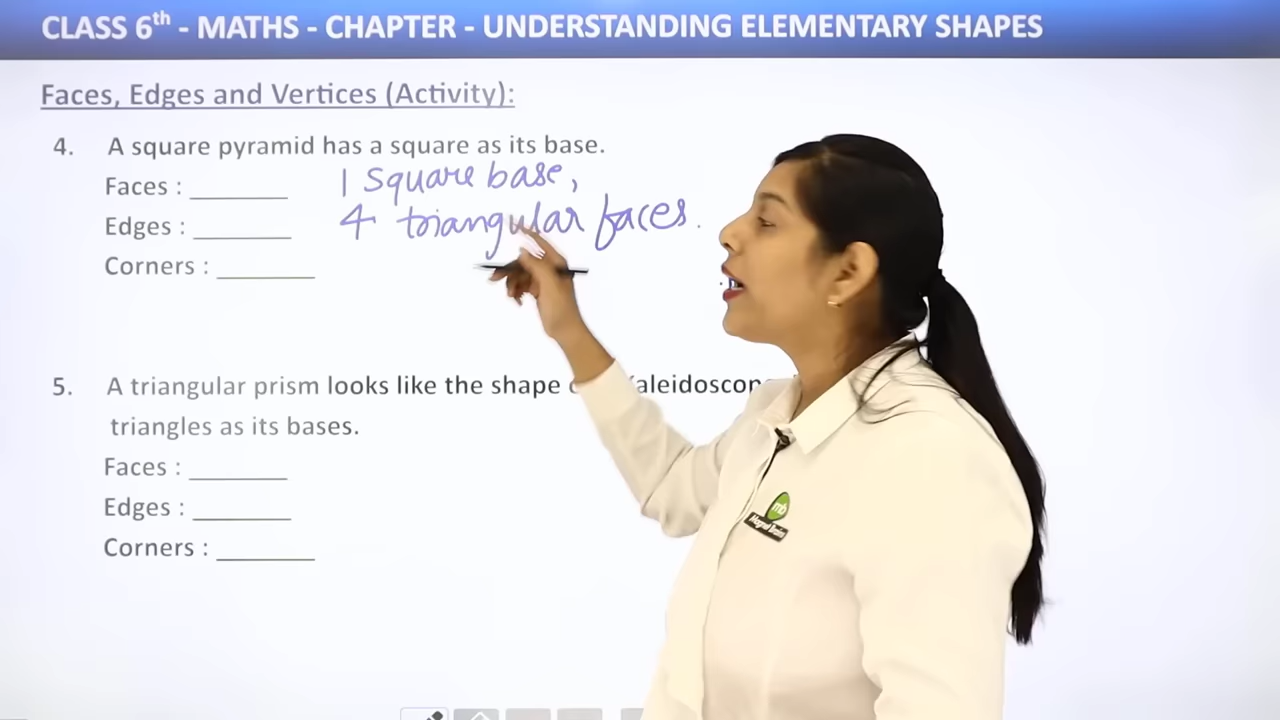 CLASS 6th - MATHS - CHAPTER - UNDERSTANDING ELEMENTARY SHAPES
Faces, Edges and Vertices (Activity):
4. A square pyramid has a square as its base.
Faces : ________ 1 Square base,
Edges : ________ 4 triangular faces.
Corners : ________
5. A triangular prism looks like the shape
triangles as its bases.
Faces : ________
Edges : ________
Corners : ________
mb